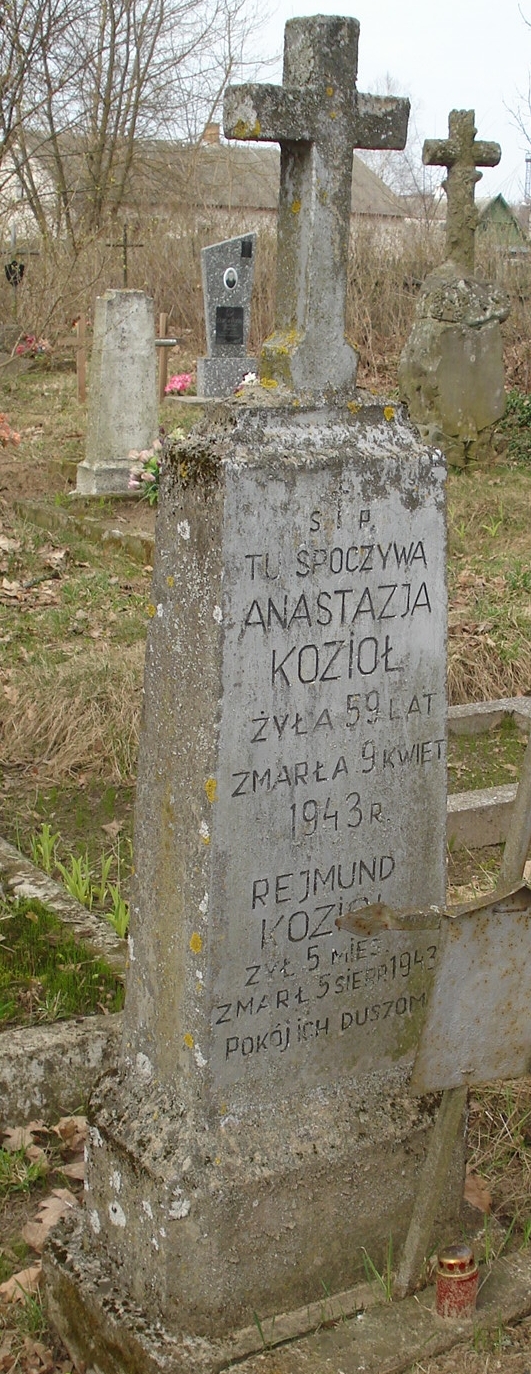 Ś i P.
TU SPOCZYWA
ANASTAZJA
KOZIOŁ
ŻYŁA 59 LAT
ZMARŁA 9 KWIET
1943 R.
REJMUND
KOZIOŁ
ŻYŁ 5 MIES.
ZMARŁ 5 SIERP. 1943
POKÓJ ICH DUSZOM